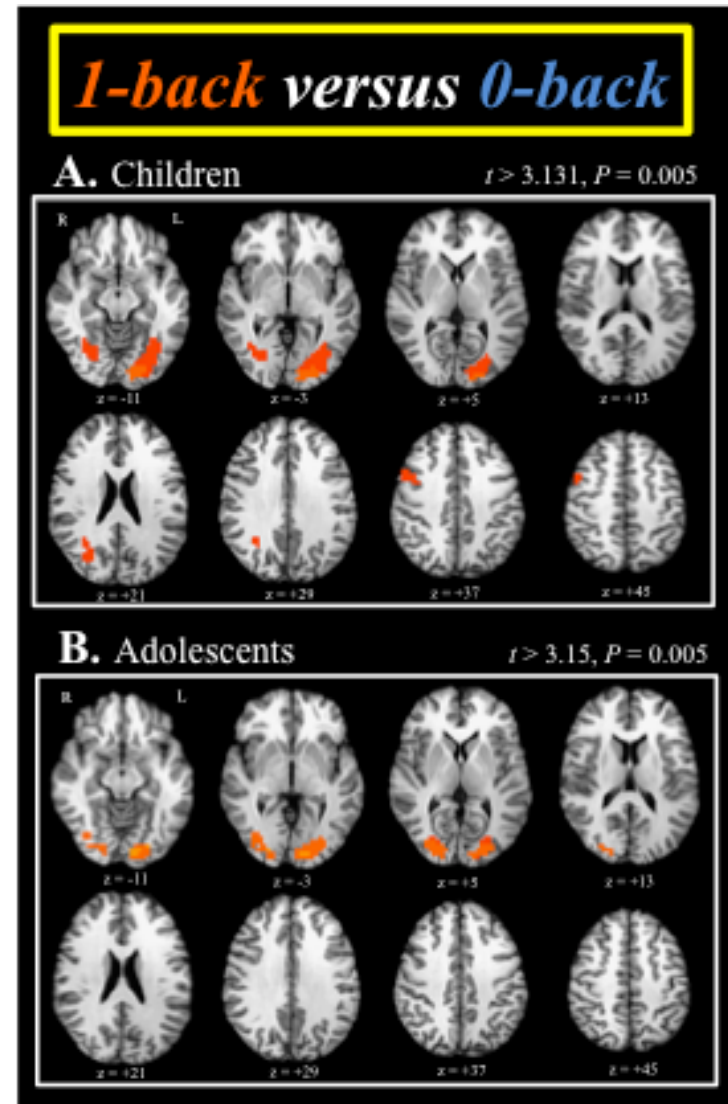 1-back versus 0-back
A. Children t > 3.131, P = 0.005
R L
z = -11 z = -3 z = +5 z = +13
z = +21 z = +29 z = +37 z = +45
B. Adolescents t > 3.15, P = 0.005
R L
z = -11 z = -3 z = +5 z = +13
z = +21 z = +29 z = +37 z = +45